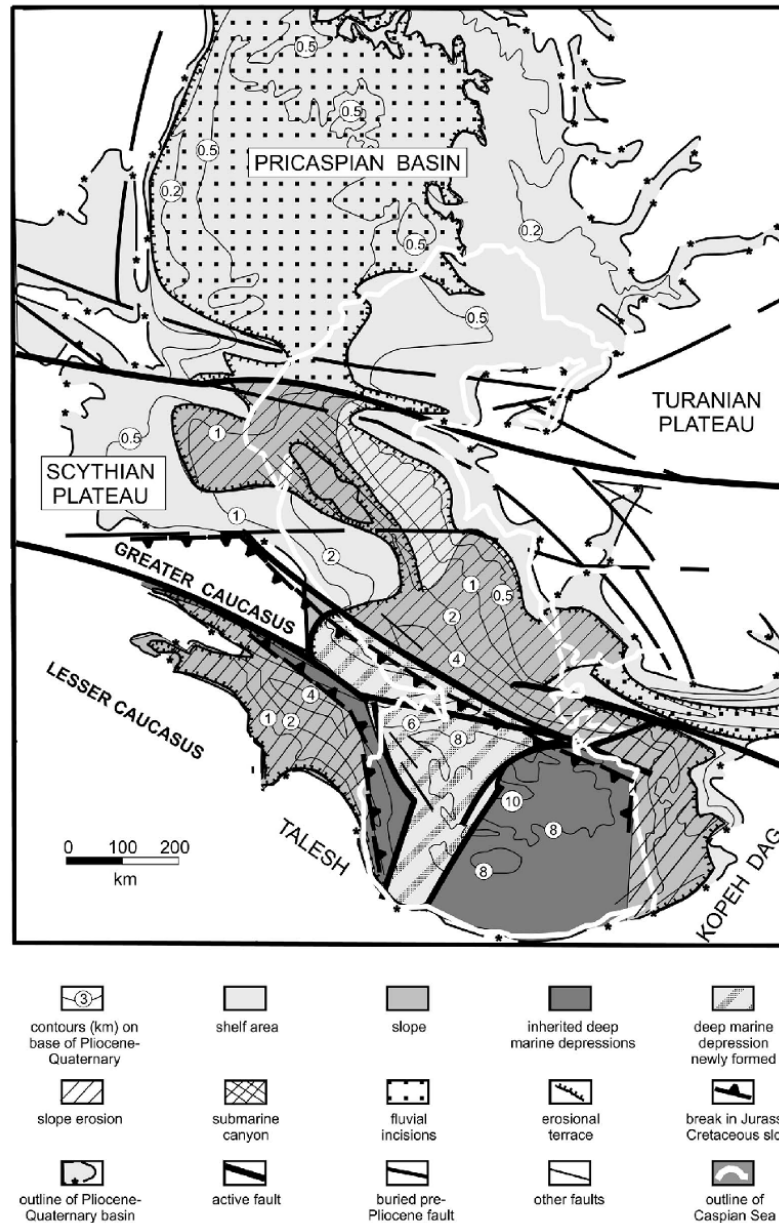 0.5
0.5
0.5
PRICASPIAN BASIN
0.2
0.2
0.5
0.5
TURANIAN
PLATEAU
0.5
1
SCYTHIAN
PLATEAU
1
2
GREATER CAUCASUS
1
0.5
2
4
LESSER CAUCASUS
4
1
2
6
8
10
8
8
0 100 200
km
TALESH
KOPEH DAG
3
contours (km) on
base of Pliocene-
Quaternary
shelf area
slope
inherited deep
marine depressions
deep marine
depression
newly formed
slope erosion
submarine
canyon
fluvial
incisions
erosional
terrace
break in Jurass
Cretaceous slo
outline of Pliocene-
Quaternary basin
active fault
buried pre-
Pliocene fault
other faults
outline of
Caspian Sea